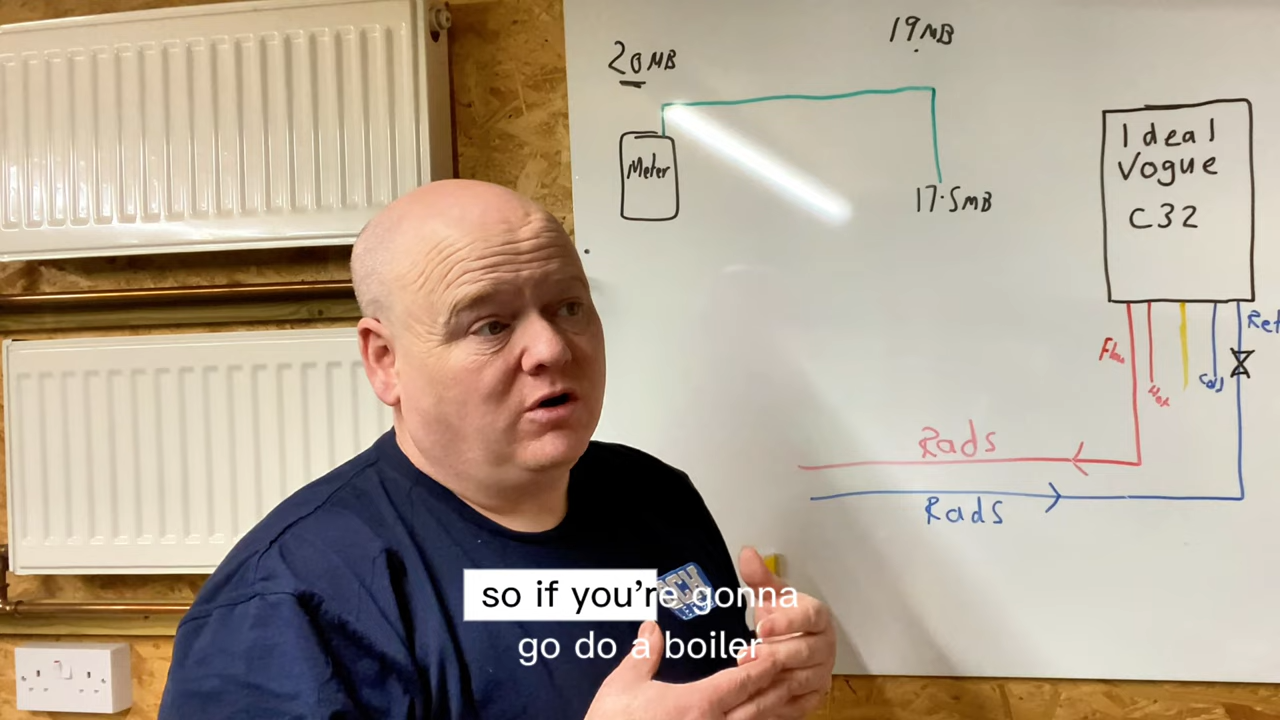 19MB
20MB
Meter
17.5MB
Ideal
Vogue
C32
Ret
Flow
Hot
Cold
Rads
Rads
so if you're gonna
go do a boiler